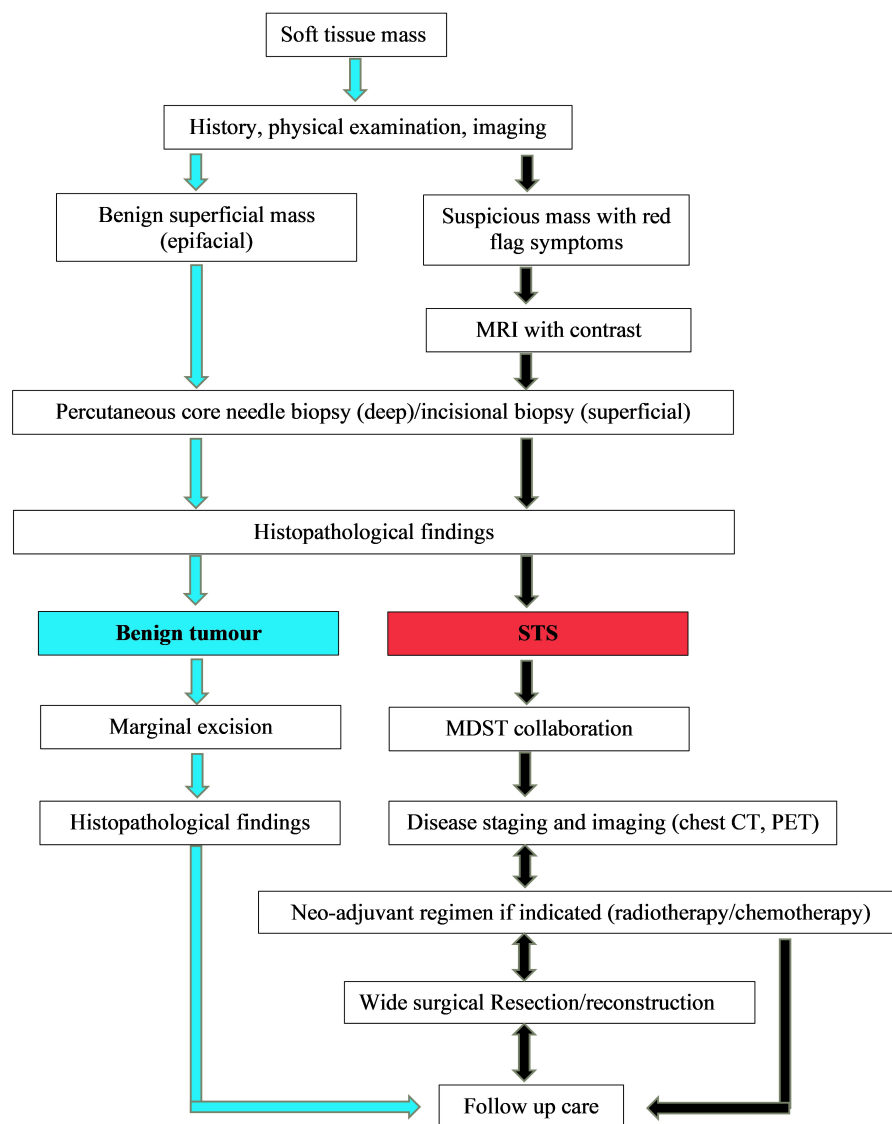 Soft tissue mass
History, physical examination, imaging
Benign superficial mass
(epifacial)
Suspicious mass with red
flag symptoms
MRI with contrast
Percutaneous core needle biopsy (deep)/incisional biopsy (superficial)
Histopathological findings
Benign tumour
STS
Marginal excision
MDST collaboration
Histopathological findings
Disease staging and imaging (chest CT, PET)
Neo-adjuvant regimen if indicated (radiotherapy/chemotherapy)
Wide surgical Resection/reconstruction
Follow up care